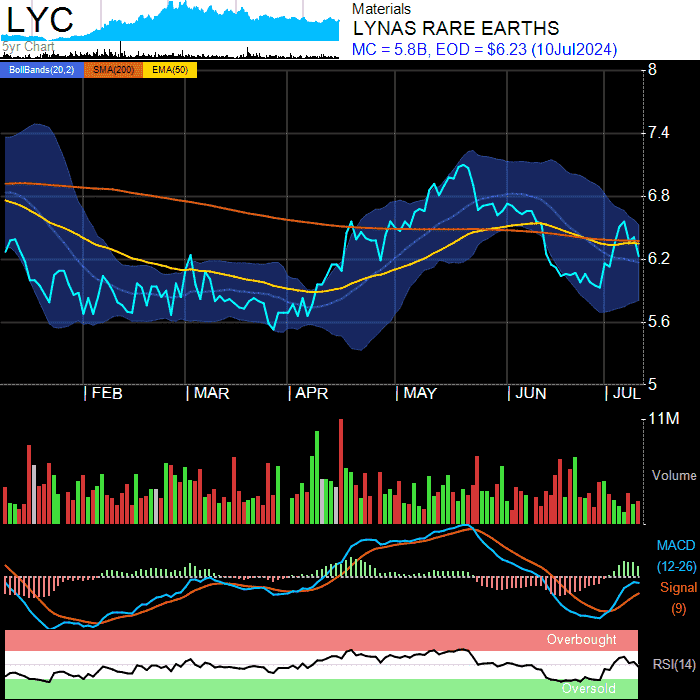 LYC
5yr Chart
Materials
LYNAS RARE EARTHS
MC = 5.8B, EOD = $6.23 (10Jul2024)
BollBands(20,2) SMA(200) EMA(50)
8
7.4
6.8
6.2
5.6
5
FEB MAR APR MAY JUN JUL
11M
Volume
MACD
(12-26)
Signal
(9)
Overbought
RSI(14)
Oversold